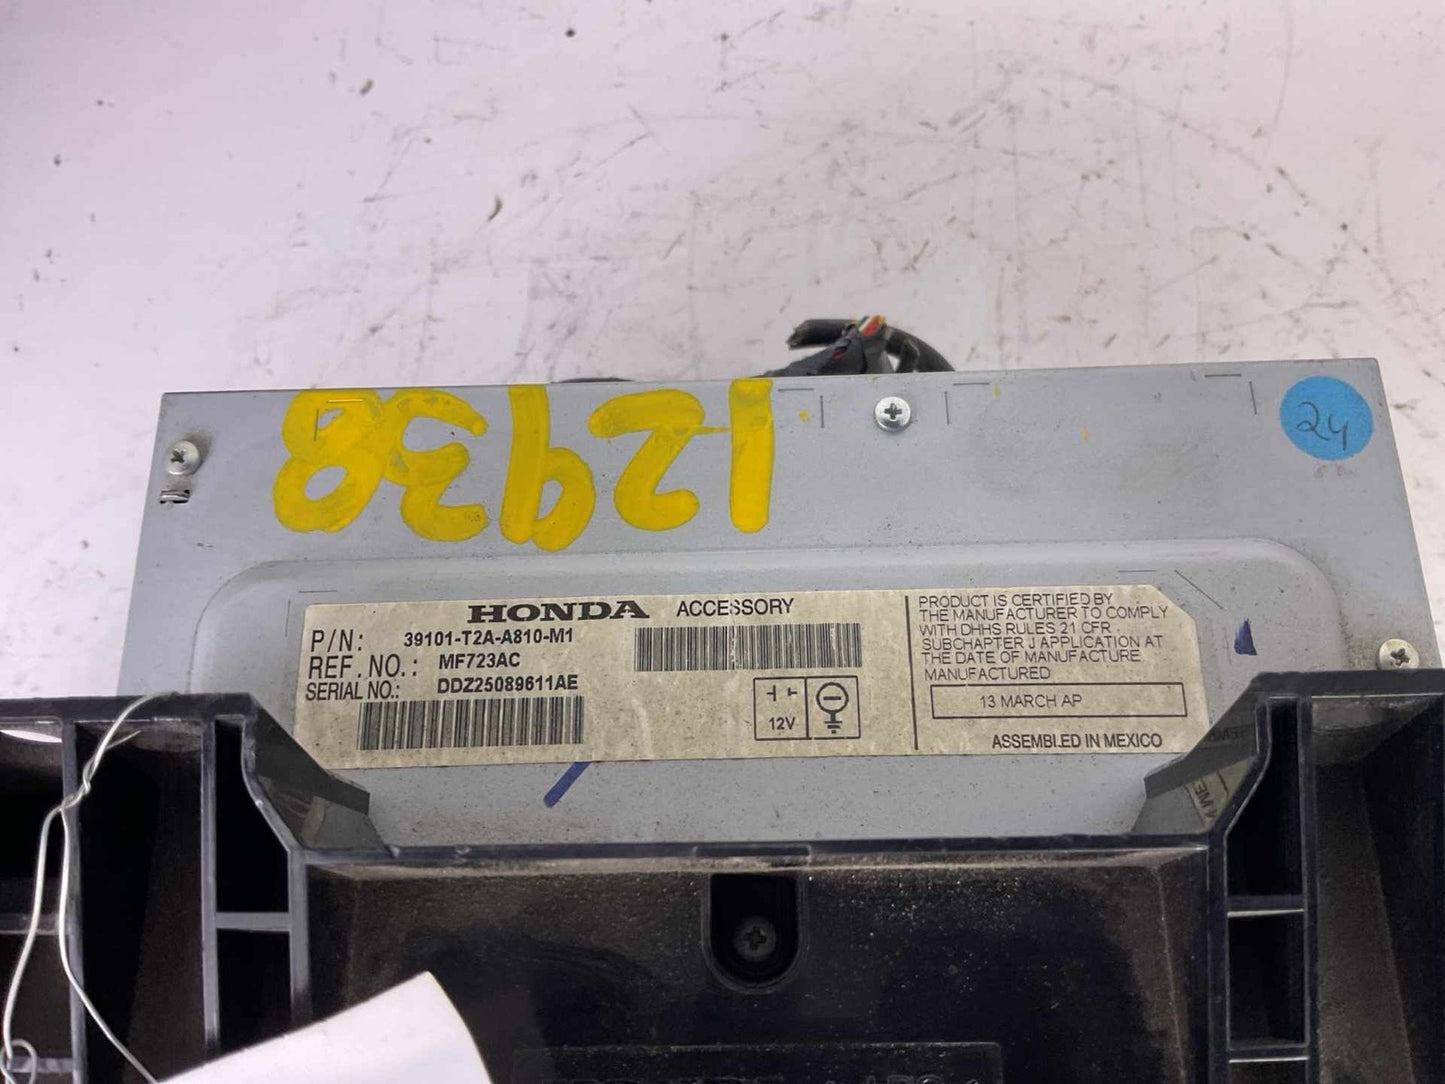 12938
24
HONDA ACCESSORY
P/N: 39101-T2A-A810-M1
REF. NO.: MF723AC
SERIAL NO.: DDZ25089611AE
12V
PRODUCT IS CERTIFIED BY
THE MANUFACTURER TO COMPLY
WITH DHHS RULES 21 CFR
SUBCHAPTER J APPLICATION AT
THE DATE OF MANUFACTURE.
MANUFACTURED
13 MARCH AP
ASSEMBLED IN MEXICO